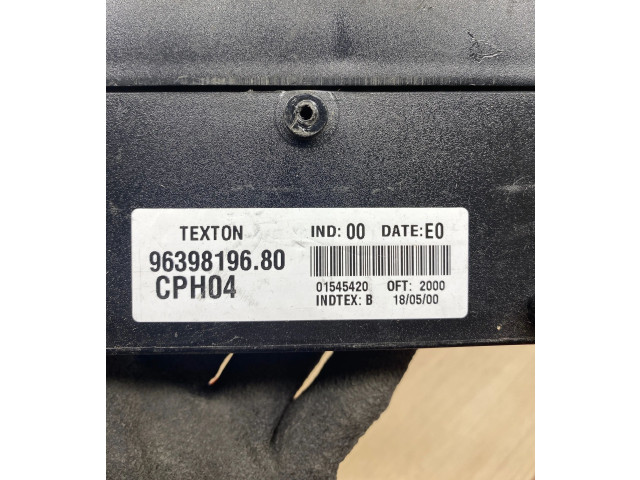 TEXTON IND: 00 DATE:E0
96398196.80
CPH04
01545420 OFT: 2000
INDTEX: B 18/05/00